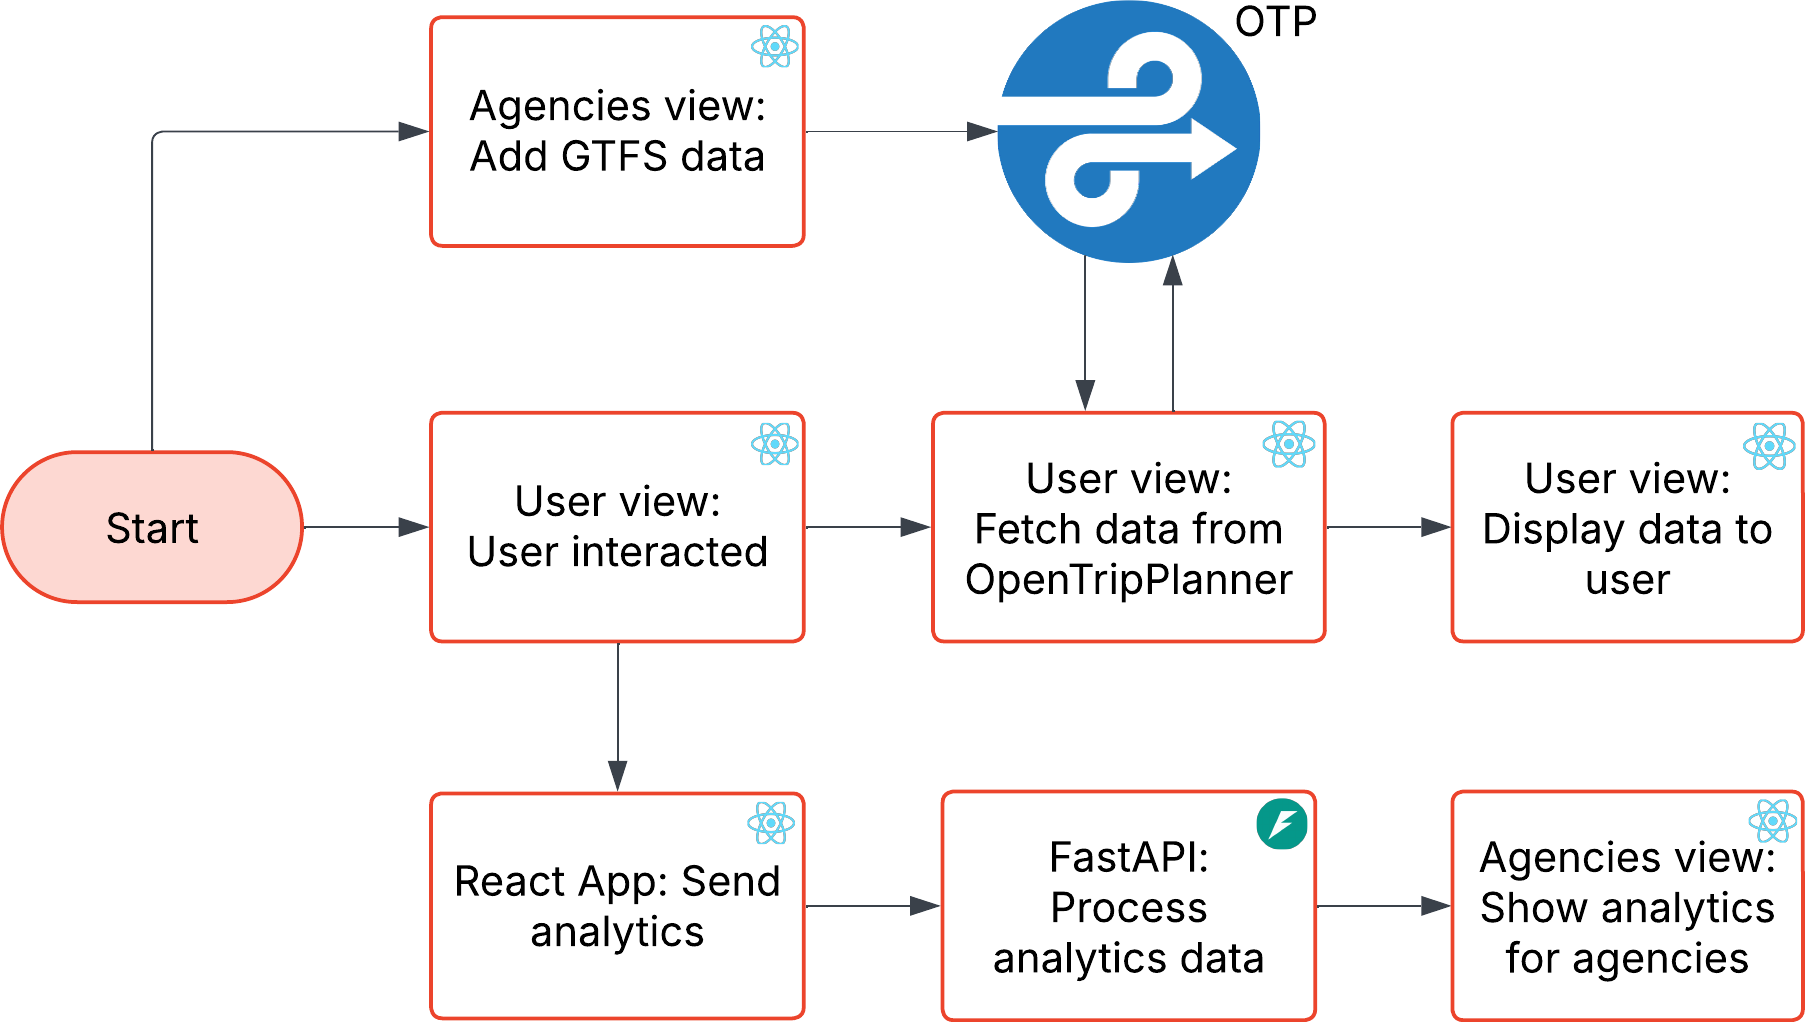 OTP
Agencies view:
Add GTFS data
Start
User view:
User interacted
User view:
Fetch data from
OpenTripPlanner
User view:
Display data to
user
React App: Send
analytics
FastAPI:
Process
analytics data
Agencies view:
Show analytics
for agencies